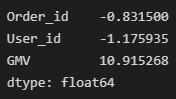 Order_id -0.831500
User_id -1.175935
GMV 10.915268
dtype: float64